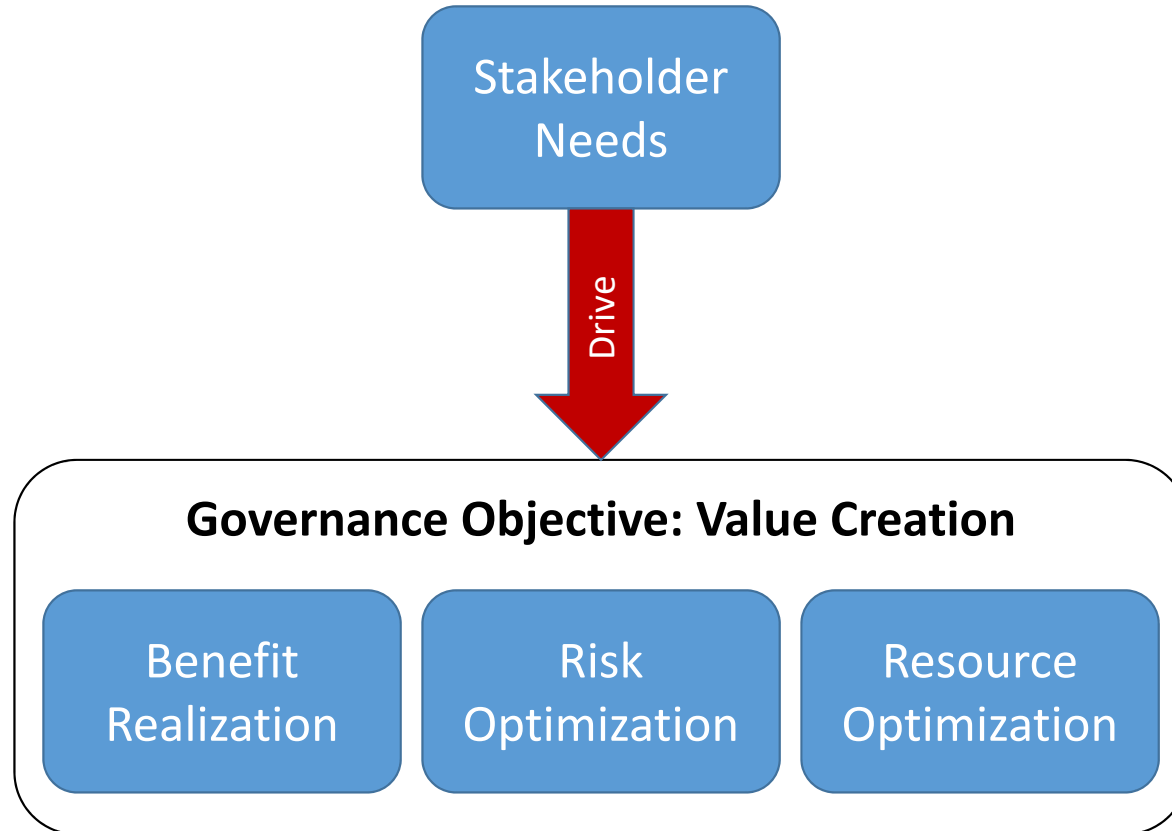 Stakeholder
Needs
Drive
Governance Objective: Value Creation
Benefit
Realization
Risk
Optimization
Resource
Optimization